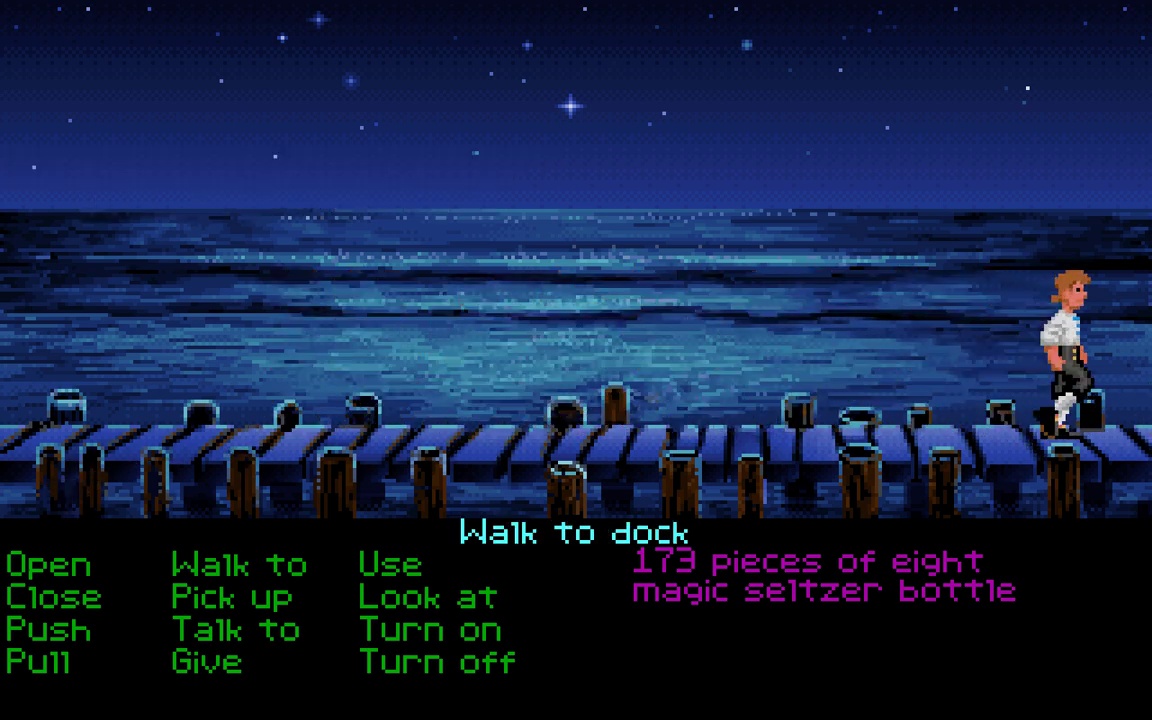 Walk to dock
Open Walk to Use 173 pieces of eight
Close Pick up Look at magic seltzer bottle
Push Talk to Turn on
Pull Give Turn off